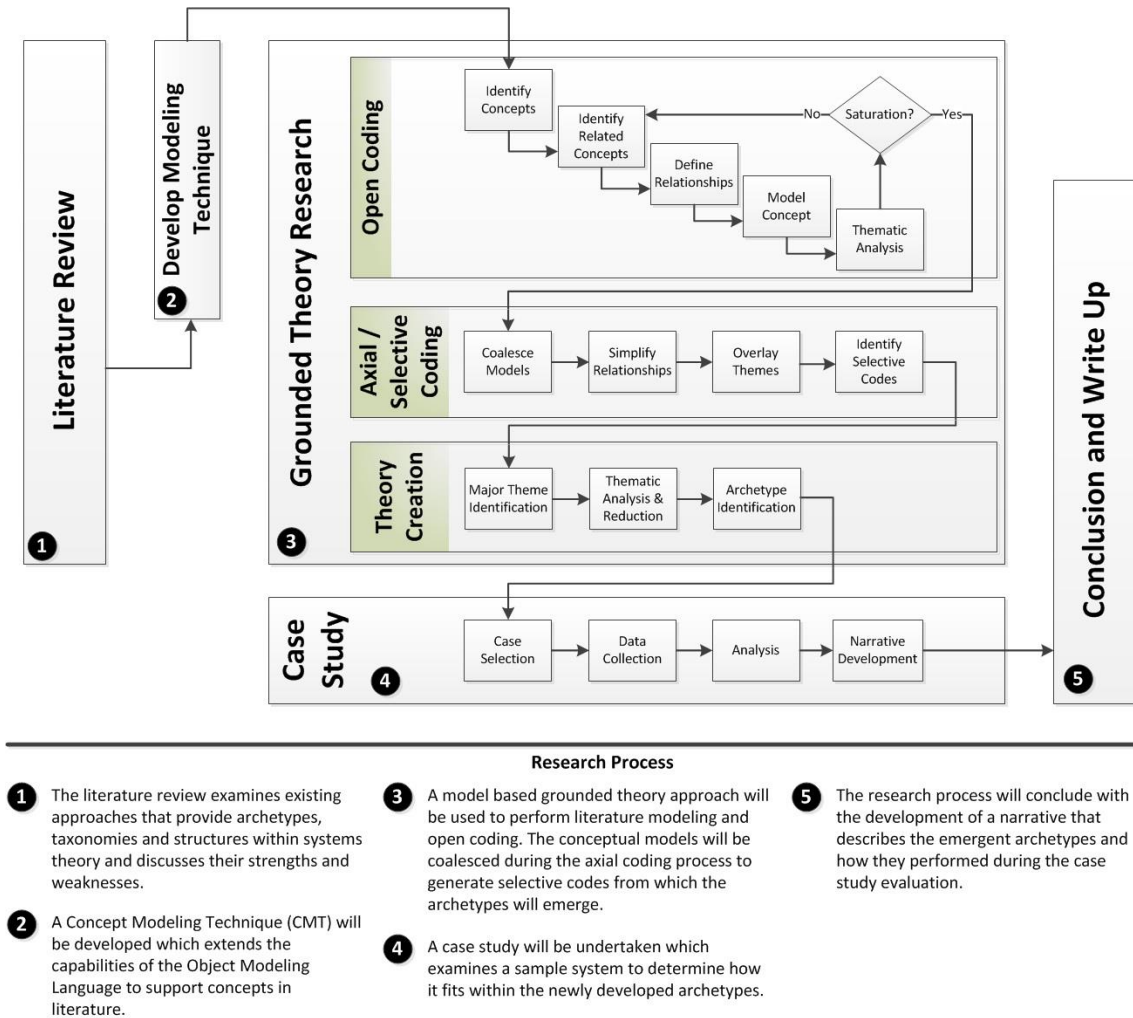 Literature Review
1
Develop Modeling
Technique
2
Grounded Theory Research
3
Open Coding
Identify
Concepts
Identify
Related
Concepts
Define
Relationships
Model
Concept
Thematic
Analysis
No
Saturation?
Yes
Axial /
Selective
Coding
Coalesce
Models
Simplify
Relationships
Overlay
Themes
Identify
Selective
Codes
Theory
Creation
Major Theme
Identification
Thematic
Analysis &
Reduction
Archetype
Identification
Case
Study
4
Case
Selection
Data
Collection
Analysis
Narrative
Development
Conclusion and Write Up
5
Research Process
1
The literature review examines existing
approaches that provide archetypes,
taxonomies and structures within systems
theory and discusses their strengths and
weaknesses.
2
A Concept Modeling Technique (CMT) will
be developed which extends the
capabilities of the Object Modeling
Language to support concepts in
literature.
3
A model based grounded theory approach will
be used to perform literature modeling and
open coding. The conceptual models will be
coalesced during the axial coding process to
generate selective codes from which the
archetypes will emerge.
4
A case study will be undertaken which
examines a sample system to determine how
it fits within the newly developed archetypes.
5
The research process will conclude with
the development of a narrative that
describes the emergent archetypes and
how they performed during the case
study evaluation.